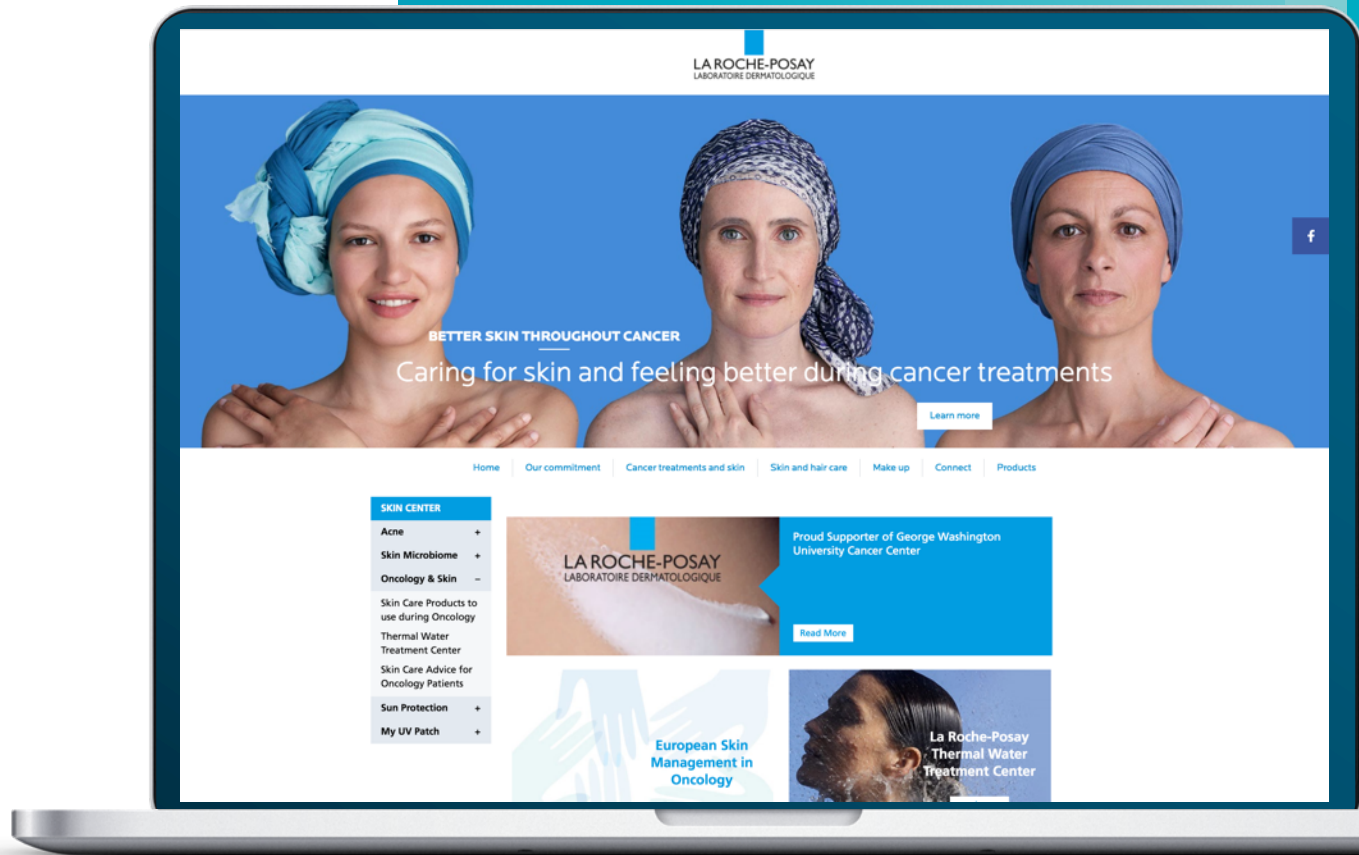 LA ROCHE-POSAY
LABORATOIRE DERMATOLOGIQUE
f
BETTER SKIN THROUGHOUT CANCER
Caring for skin and feeling better during cancer treatments
Learn more
Home
Our commitment
Cancer treatments and skin
Skin and hair care
Make up
Connect
Products
SKIN CENTER
Acne +
Skin Microbiome +
Oncology & Skin –
Skin Care Products to
use during Oncology
Thermal Water
Treatment Center
Skin Care Advice for
Oncology Patients
Sun Protection +
My UV Patch +
LA ROCHE-POSAY
LABORATOIRE DERMATOLOGIQUE
Proud Supporter of George Washington
University Cancer Center
Read More
European Skin
Management in
Oncology
La Roche-Posay
Thermal Water
Treatment Center